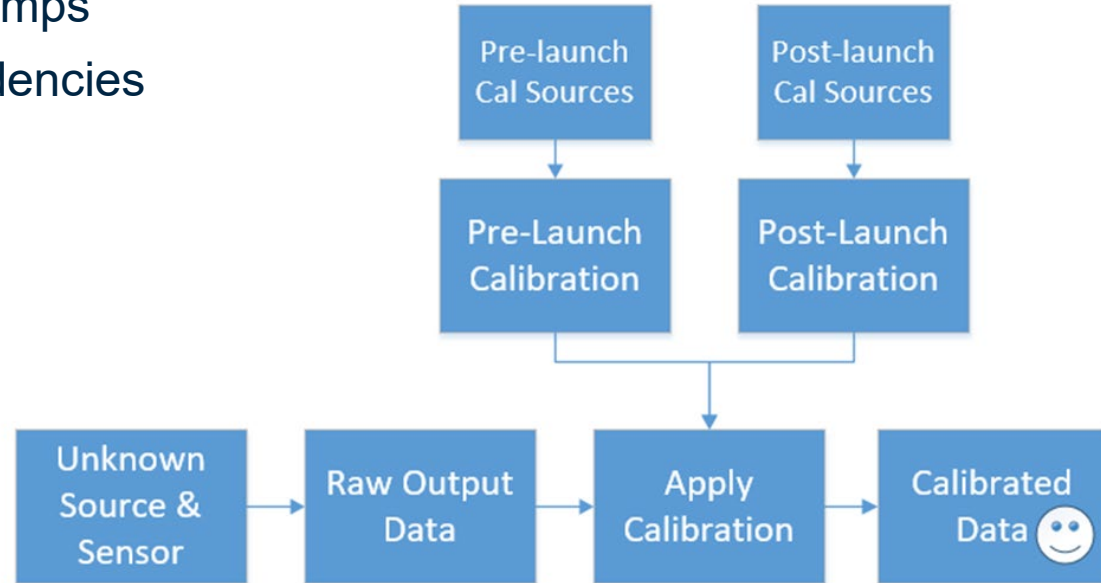 mps
dencies
Pre-launch
Cal Sources
Post-launch
Cal Sources
Pre-Launch
Calibration
Post-Launch
Calibration
Unknown
Source &
Sensor
Raw Output
Data
Apply
Calibration
Calibrated
Data